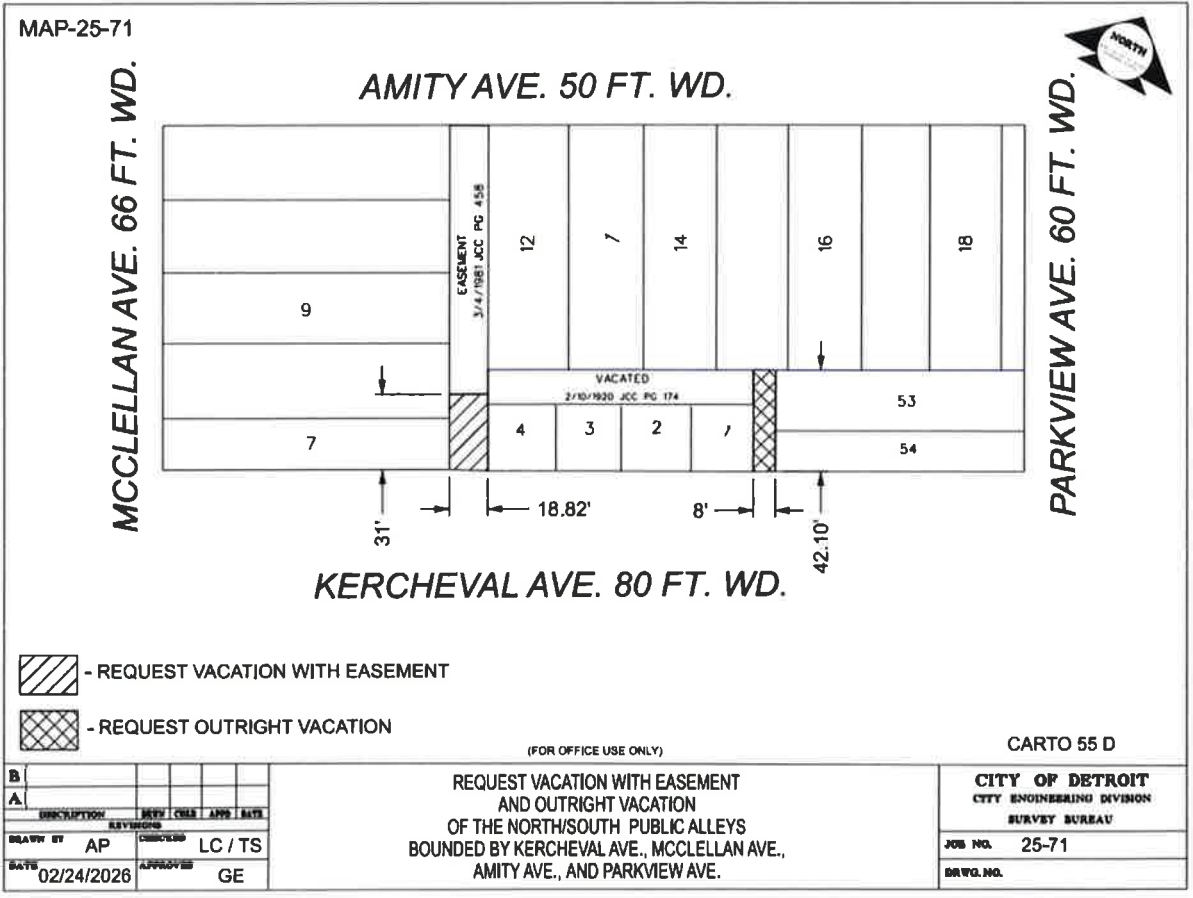 MAP-25-71
NORTH
AMITY AVE. 50 FT. WD.
MCCLELLAN AVE. 66 FT. WD.
PARKVIEW AVE. 60 FT. WD.
EASEMENT
3/4/1981 JCC PG 458
12
14
16
18
9
7
VACATED
2/10/1920 JCC PG 174
4
3
2
53
54
31'
18.82'
8'
42.10'
KERCHEVAL AVE. 80 FT. WD.
- REQUEST VACATION WITH EASEMENT
- REQUEST OUTRIGHT VACATION
(FOR OFFICE USE ONLY)
CARTO 55 D
B
A
DESCRIPTION DRWN CHKD APPD DATE
REVISIONS
DRAWN BY AP
CHECKED LC / TS
DATE 02/24/2026
APPROVED GE
REQUEST VACATION WITH EASEMENT
AND OUTRIGHT VACATION
OF THE NORTH/SOUTH PUBLIC ALLEYS
BOUNDED BY KERCHEVAL AVE., MCCLELLAN AVE.,
AMITY AVE., AND PARKVIEW AVE.
CITY OF DETROIT
CITY ENGINEERING DIVISION
SURVEY BUREAU
JOB NO. 25-71
DRWG. NO.